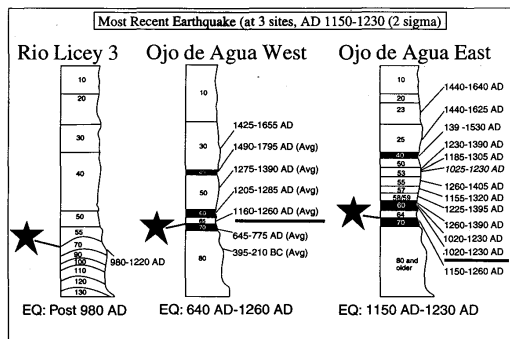 Most Recent Earthquake (at 3 sites, AD 1150-1230 (2 sigma)
Rio Licey 3
10
20
30
40
50
55
70
90
100
110
120
130
980-1220 AD
EQ: Post 980 AD
Ojo de Agua West
10
30
50
60
65
70
80
1425-1655 AD
1490-1795 AD (Avg)
1275-1390 AD (Avg)
1205-1285 AD (Avg)
1160-1260 AD (Avg)
645-775 AD (Avg)
395-210 BC (Avg)
EQ: 640 AD-1260 AD
Ojo de Agua East
10
20
23
25
40
50
53
55
57
58/59
60
64
70
80 and
older
1440-1640 AD
1440-1625 AD
139 -1530 AD
1230-1390 AD
1185-1305 AD
1025-1230 AD
1260-1405 AD
1155-1320 AD
1225-1395 AD
1260-1390 AD
1020-1230 AD
1020-1230 AD
1150-1260 AD
EQ: 1150 AD-1230 AD